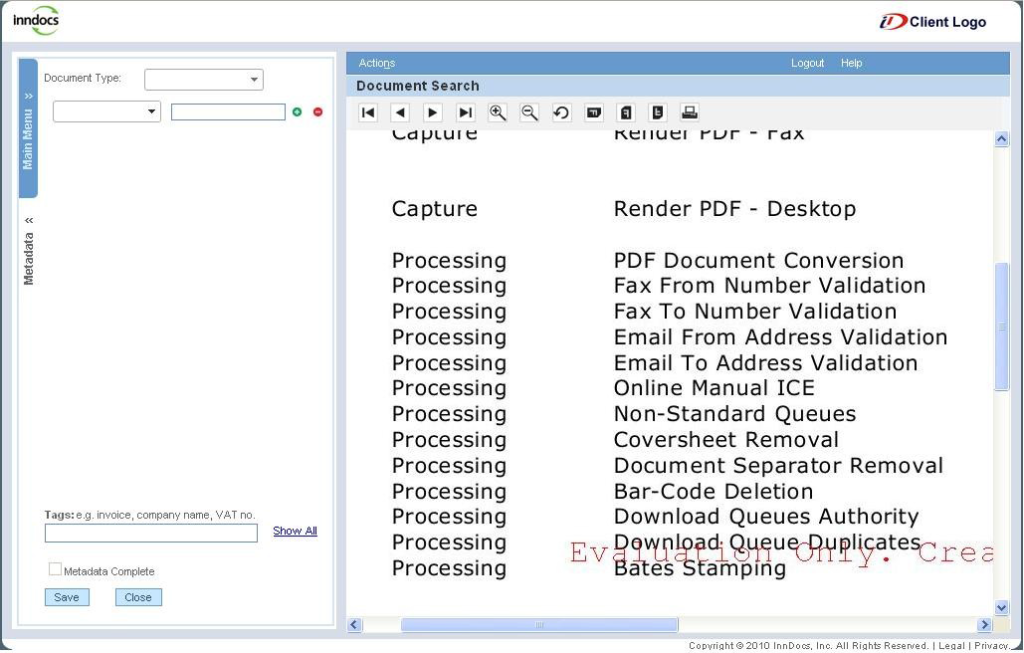 inndocs
Client Logo
Actions
Logout Help
Document Search
Main Menu »
Metadata «
Document Type:
Capture Render PDF - Fax
Capture Render PDF - Desktop
Processing PDF Document Conversion
Processing Fax From Number Validation
Processing Fax To Number Validation
Processing Email From Address Validation
Processing Email To Address Validation
Processing Online Manual ICE
Processing Non-Standard Queues
Processing Coversheet Removal
Processing Document Separator Removal
Processing Bar-Code Deletion
Processing Download Queues Authority
Processing Download Queue Duplicates
Evaluation Only. Crea
Processing Bates Stamping
Tags: e.g. invoice, company name, VAT no.
Show All
Metadata Complete
Save Close
Copyright © 2010 InnDocs, Inc. All Rights Reserved. | Legal | Privacy.